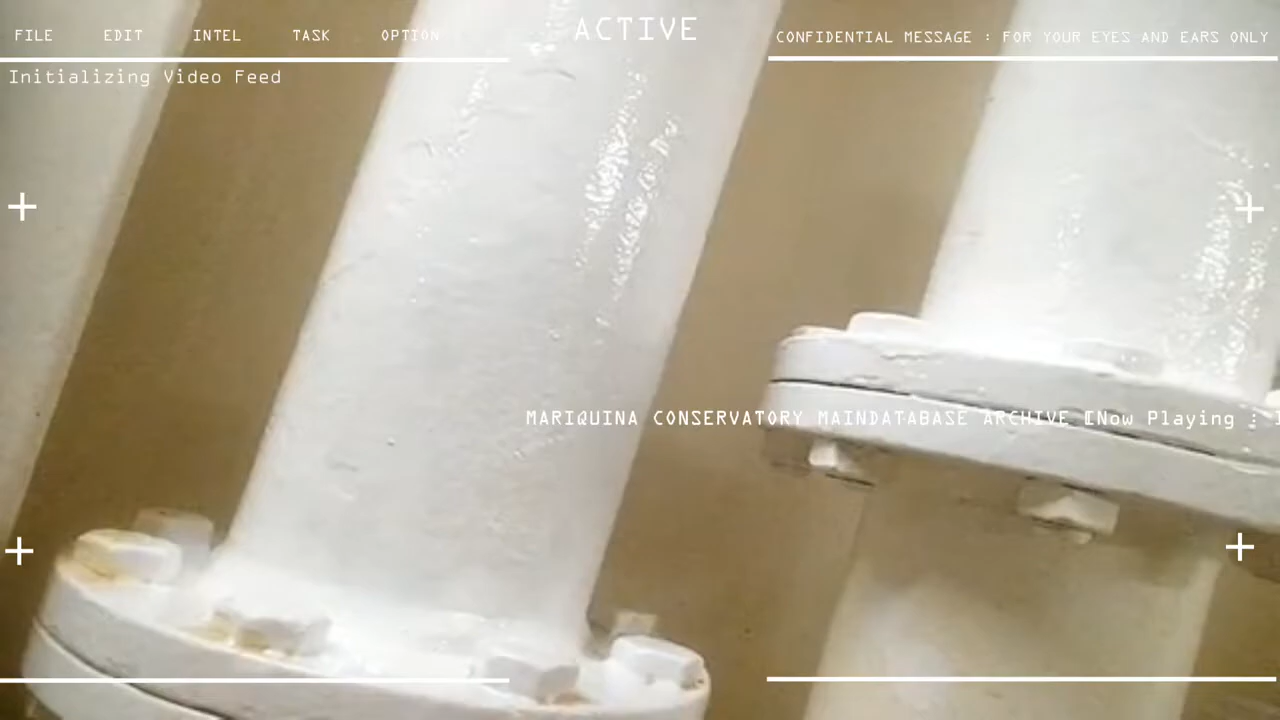 FILE EDIT INTEL TASK OPTION
ACTIVE
CONFIDENTIAL MESSAGE : FOR YOUR EYES AND EARS ONLY
Initializing Video Feed
MARIQUINA CONSERVATORY MAINDATABASE ARCHIVE [Now Playing :